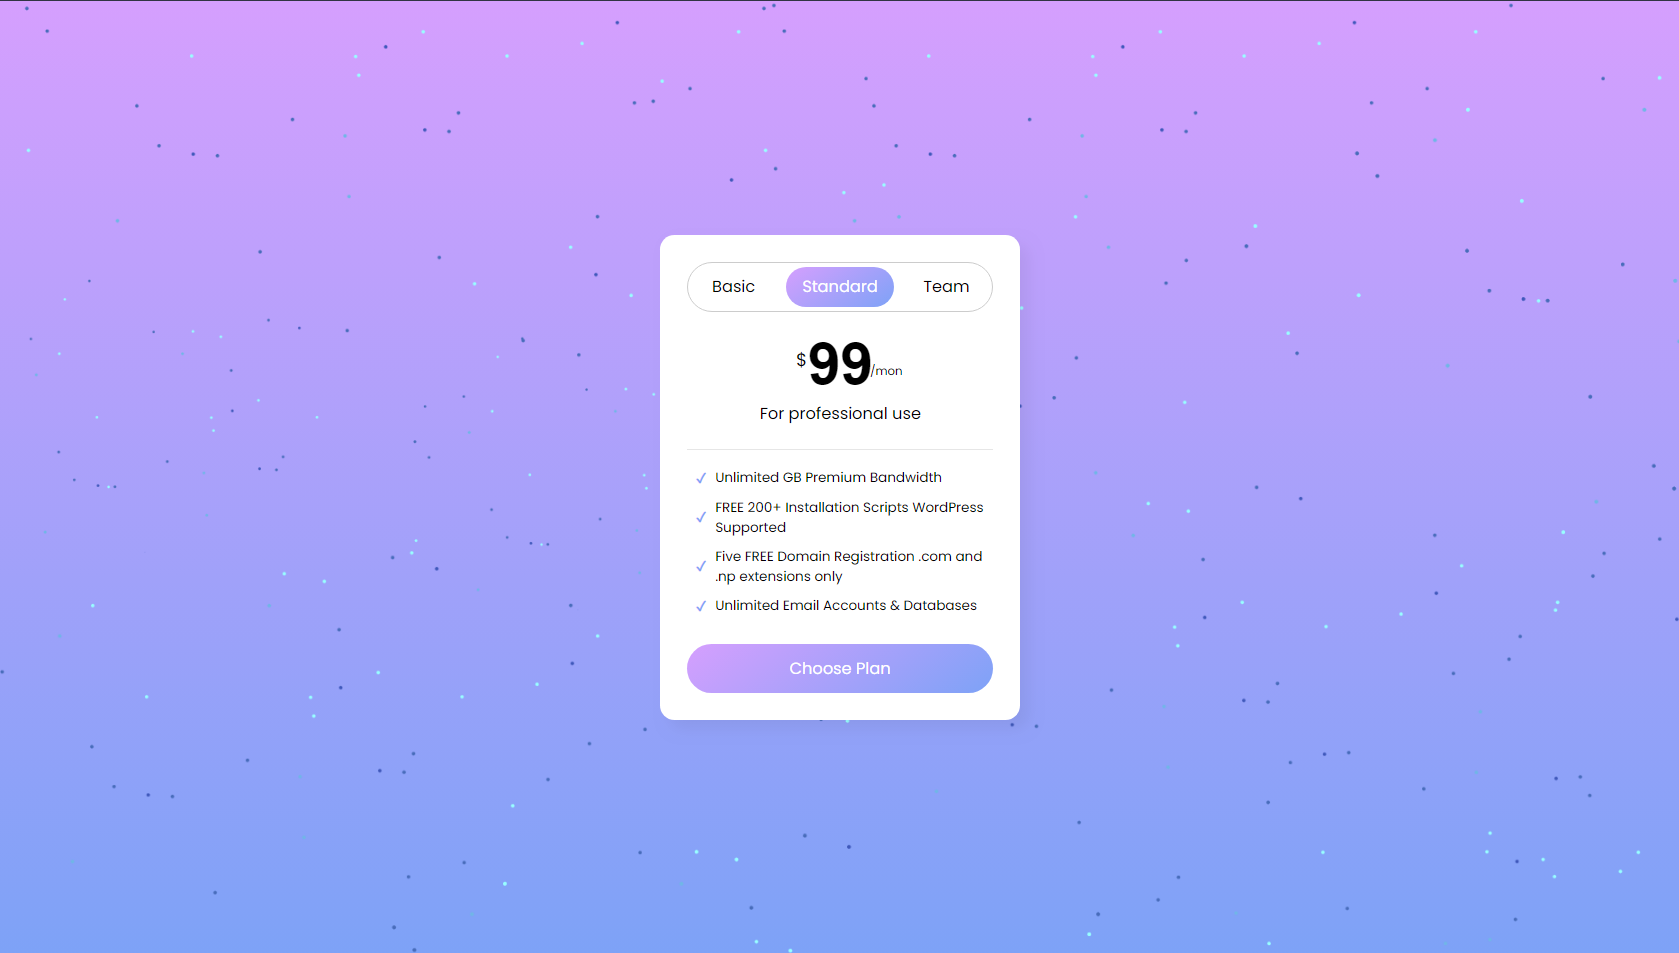 Basic Standard Team
$99/mon
For professional use
✓ Unlimited GB Premium Bandwidth
✓ FREE 200+ Installation Scripts WordPress
Supported
✓ Five FREE Domain Registration .com and
.np extensions only
✓ Unlimited Email Accounts & Databases
Choose Plan